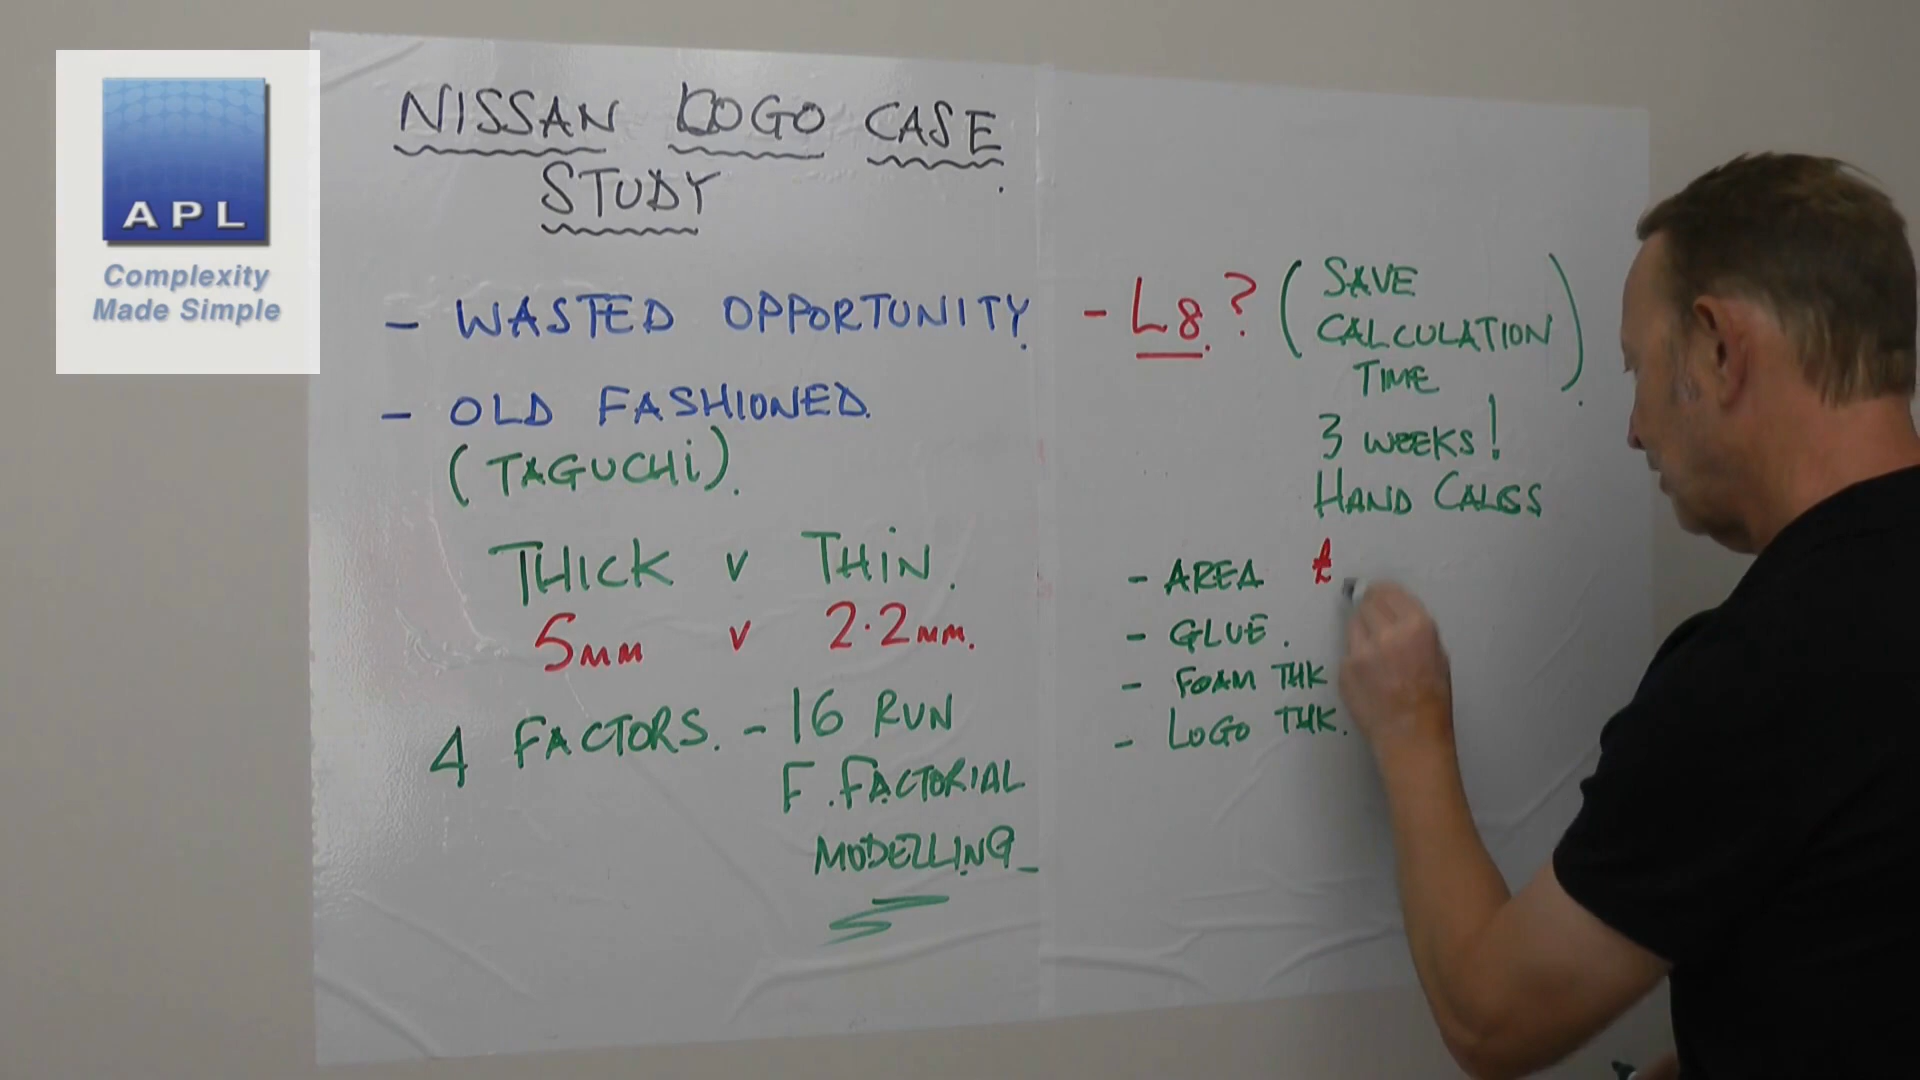 APL
Complexity
Made Simple
NISSAN LOGO CASE
STUDY
- WASTED OPPORTUNITY.
- OLD FASHIONED.
(TAGUCHI).
THICK v THIN.
5mm v 2.2mm.
4 FACTORS. - 16 RUN
F. FACTORIAL
MODELLING
- L8. ? (SAVE
CALCULATION
TIME).
3 WEEKS!
HAND CALCS
- AREA
- GLUE.
- FOAM THK
- LOGO THK.